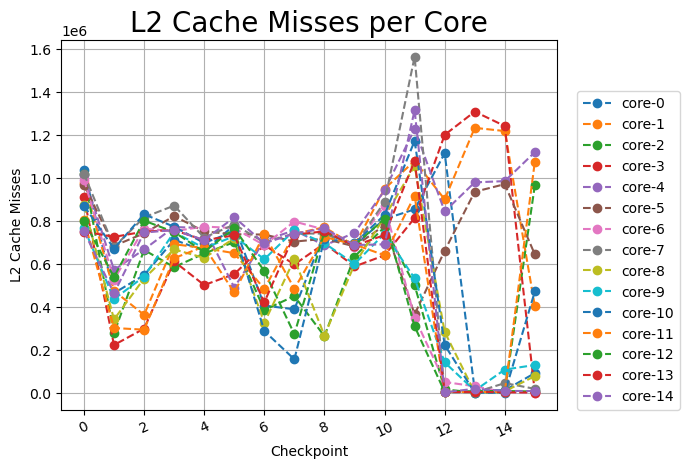 L2 Cache Misses per Core
1e6
1.6
1.4
1.2
1.0
0.8
0.6
0.4
0.2
0.0
L2 Cache Misses
0 2 4 6 8 10 12 14
Checkpoint
core-0
core-1
core-2
core-3
core-4
core-5
core-6
core-7
core-8
core-9
core-10
core-11
core-12
core-13
core-14